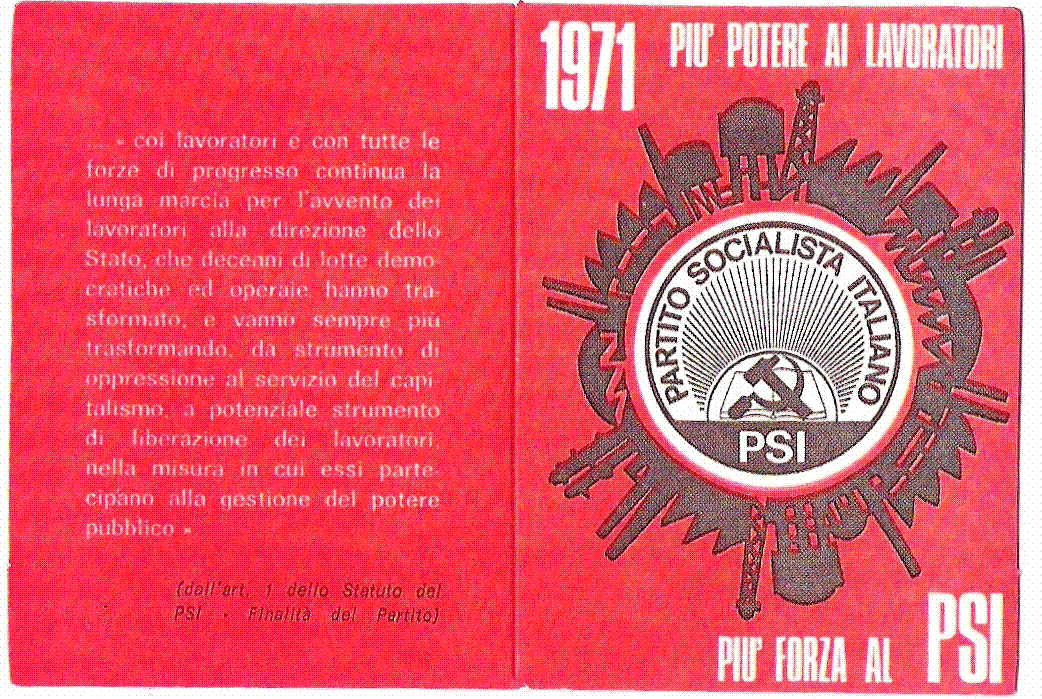 ... « coi lavoratori e con tutte le
forze di progresso continua la
lunga marcia per l'avvento dei
lavoratori alla direzione dello
Stato, che decenni di lotte demo-
cratiche ed operaie hanno tra-
sformato, e vanno sempre più
trasformando, da strumento di
oppressione al servizio del capi-
talismo, a potenziale strumento
di liberazione dei lavoratori,
nella misura in cui essi parte-
cipano alla gestione del potere
pubblico »
(dall'art. 1 dello Statuto del
PSI - Finalità del Partito)
1971 PIU' POTERE AI LAVORATORI
PARTITO SOCIALISTA ITALIANO
PSI
PIU' FORZA AL PSI